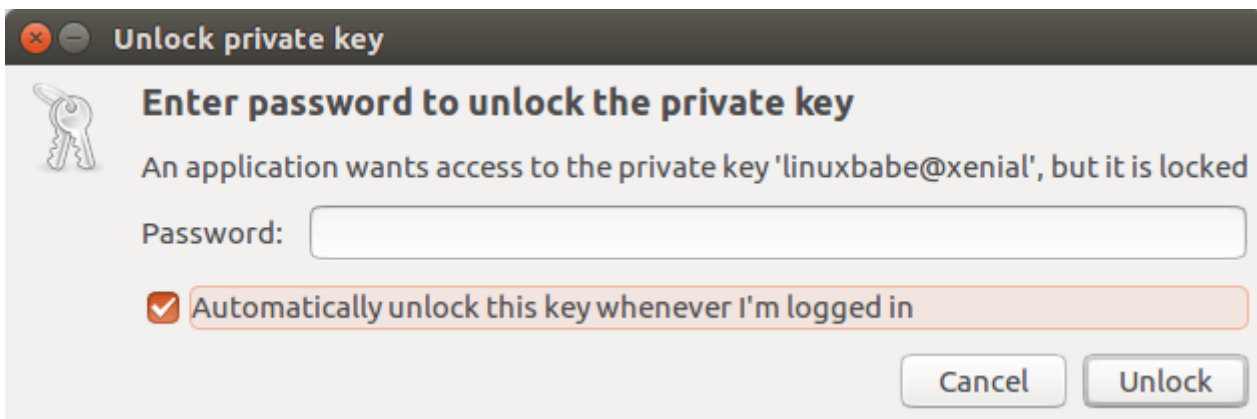 Unlock private key
Enter password to unlock the private key
An application wants access to the private key 'linuxbabe@xenial', but it is locked
Password:
Automatically unlock this key whenever I'm logged in
Cancel Unlock